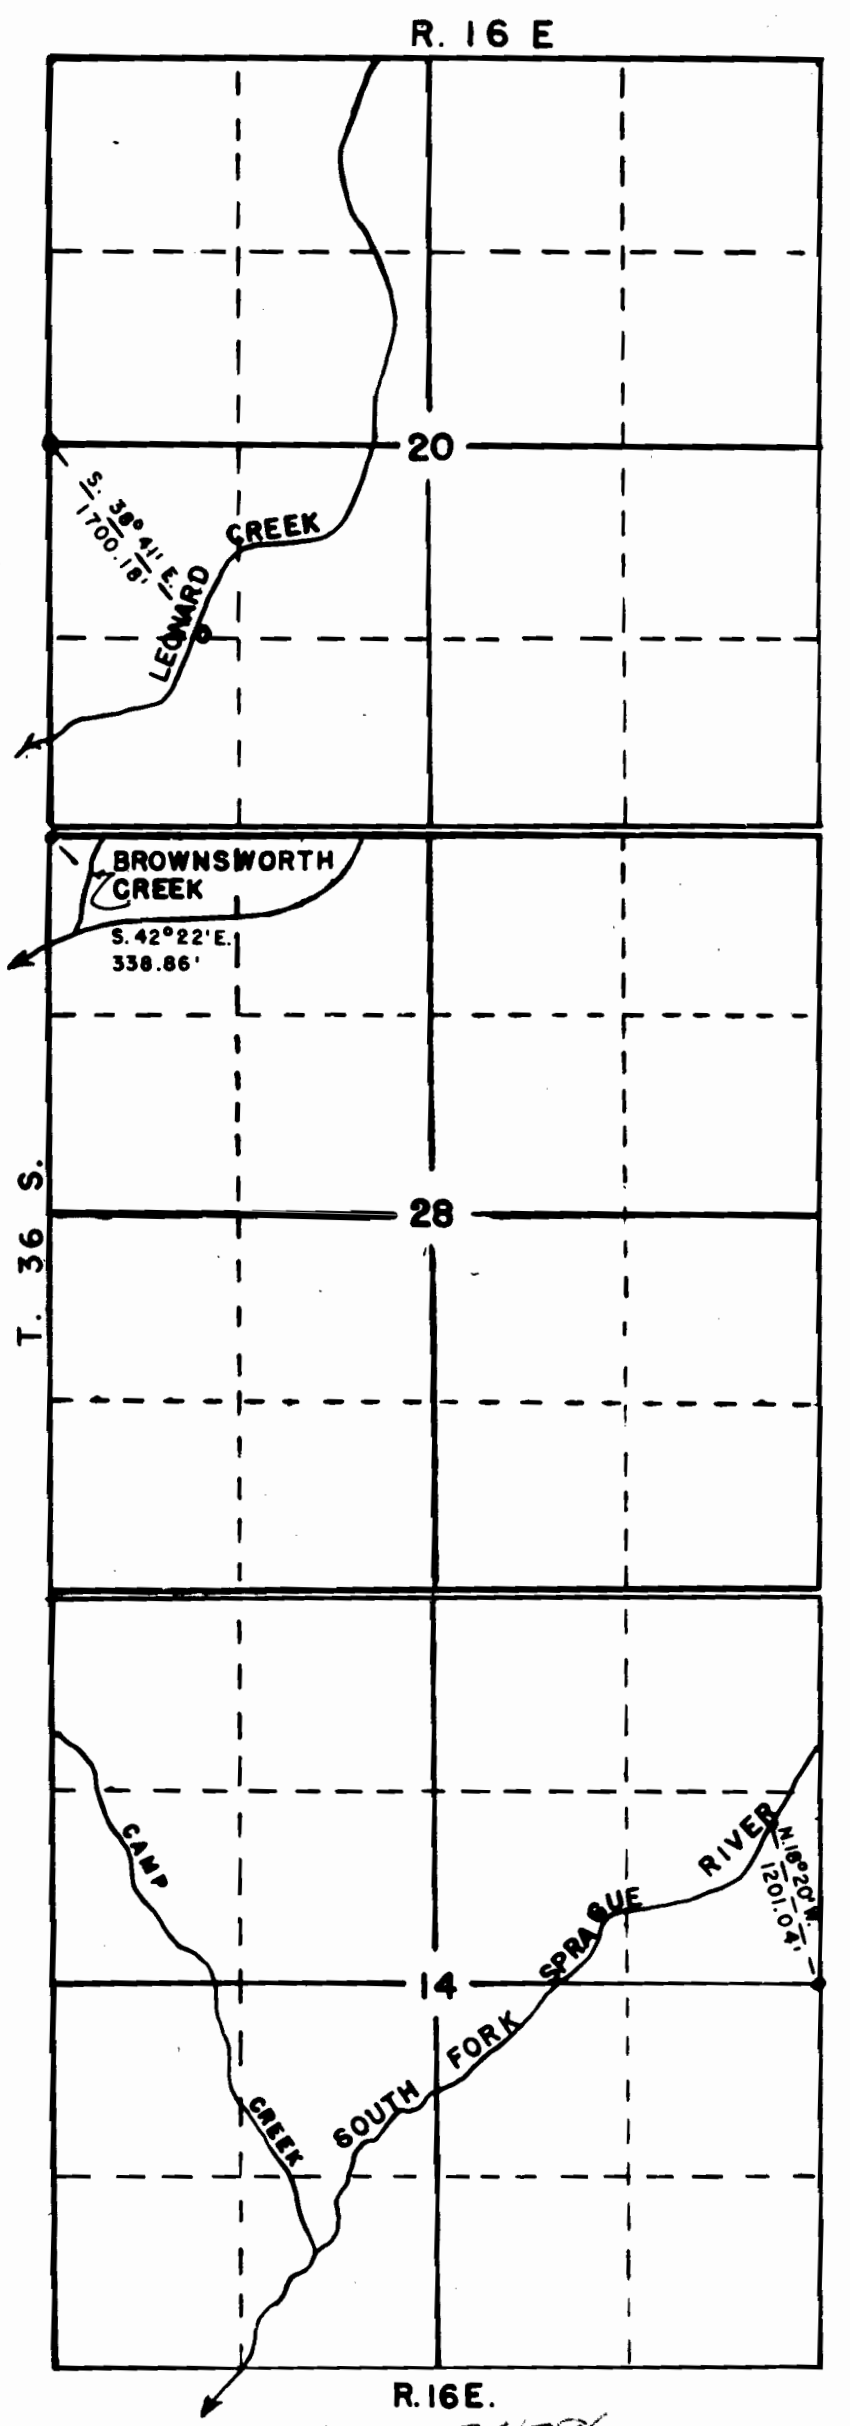 R. 16 E
20
S. 38° 41' E.
1700.18'
LEONARD CREEK
BROWNSWORTH
CREEK
S. 42° 22' E.
338.86'
T. 36 S.
28
CAMP CREEK
SOUTH FORK SPRAGUE RIVER
N. 18° 20' W.
1201.04'
14
R. 16 E.